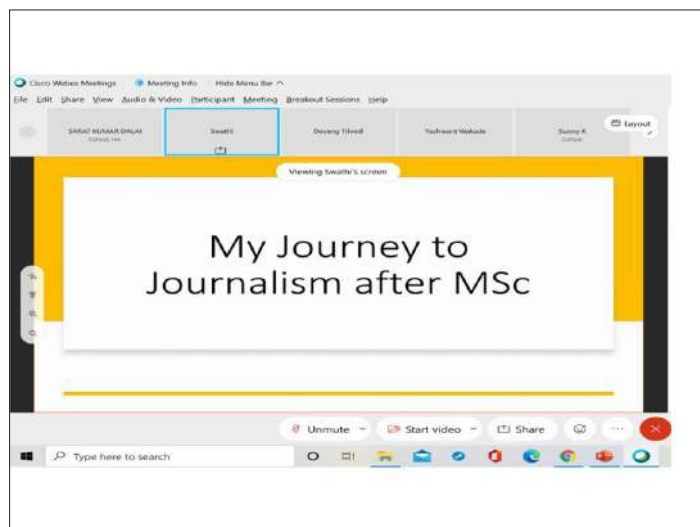 Cisco Webex Meetings Meeting Info Hide Menu Bar
File Edit Share View Audio & Video Participant Meeting Breakout Sessions Help
SARAT KUMAR DALAI Swathi Devang Trivedi Yashwant Wakada Sunny K Layout
Viewing Swathi's screen
My Journey to
Journalism after MSc
Unmute Start video Share
Type here to search